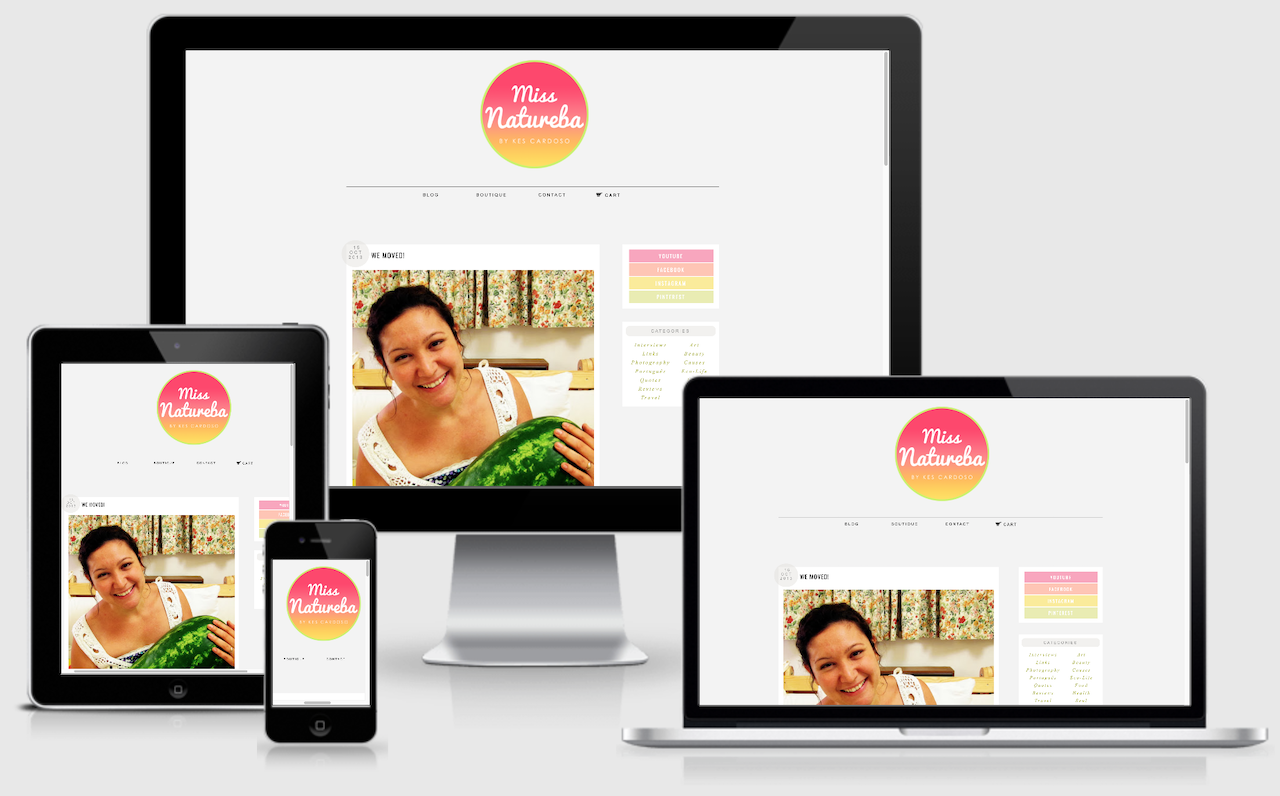 Miss
Natureba
BY KES CARDOSO
BLOG BOUTIQUE CONTACT CART
OCT
2013
WE MOVED!
YOUTUBE
FACEBOOK
INSTAGRAM
PINTEREST
CATEGORIES
Interviews Art
Links Beauty
Photography Causes
Português Eco-Life
Quotes
Reviews
Travel
Miss
Natureba
BY KES CARDOSO
BLOG BOUTIQUE CONTACT CART
WE MOVED!
Miss
Natureba
BY KES CARDOSO
CONTACT
Miss
Natureba
BY KES CARDOSO
BLOG BOUTIQUE CONTACT CART
OCT
2013
WE MOVED!
YOUTUBE
FACEBOOK
INSTAGRAM
PINTEREST
CATEGORIES
Interviews Art
Links Beauty
Photography Causes
Português Eco-Life
Quotes Food
Reviews Health
Travel Soul